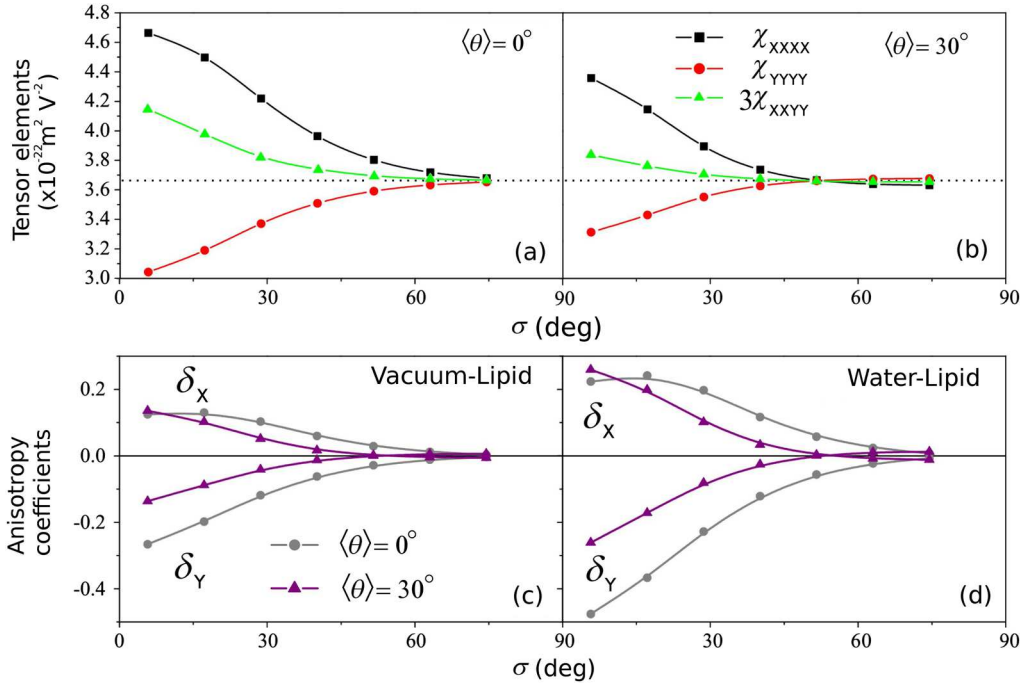 4.8
4.6
4.4
4.2
4.0
3.8
3.6
3.4
3.2
3.0
Tensor elements
(x10⁻²²m² V⁻²)
⟨θ⟩= 0°
(a)
χXXXX
χYYYY
3χXXYY
⟨θ⟩= 30°
(b)
0 30 60 90 30 60 90
σ (deg)
0.2
0.0
-0.2
-0.4
Anisotropy
coefficients
δX
Vacuum-Lipid
δY
⟨θ⟩= 0°
⟨θ⟩= 30°
(c)
Water-Lipid
δX
δY
(d)
0 30 60 90 30 60 90
σ (deg)